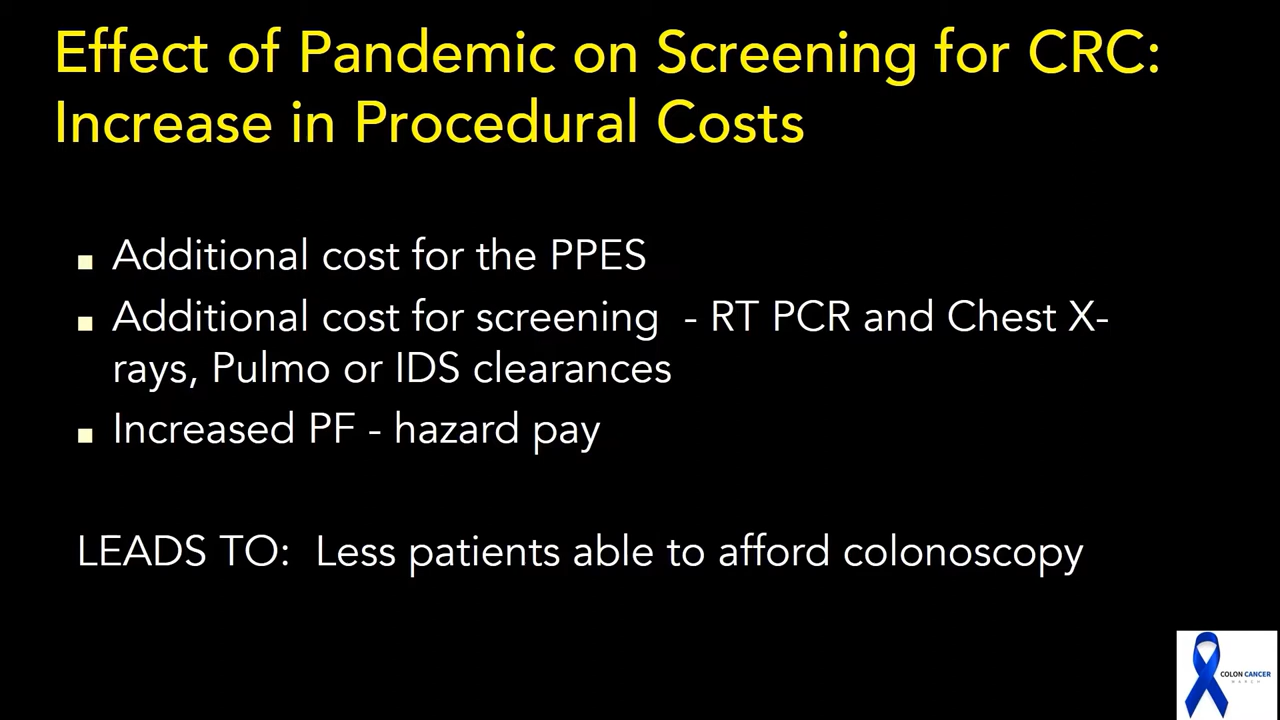 Effect of Pandemic on Screening for CRC:
Increase in Procedural Costs
Additional cost for the PPES
Additional cost for screening - RT PCR and Chest X-
rays, Pulmo or IDS clearances
Increased PF - hazard pay
LEADS TO: Less patients able to afford colonoscopy
COLON CANCER
MARCH